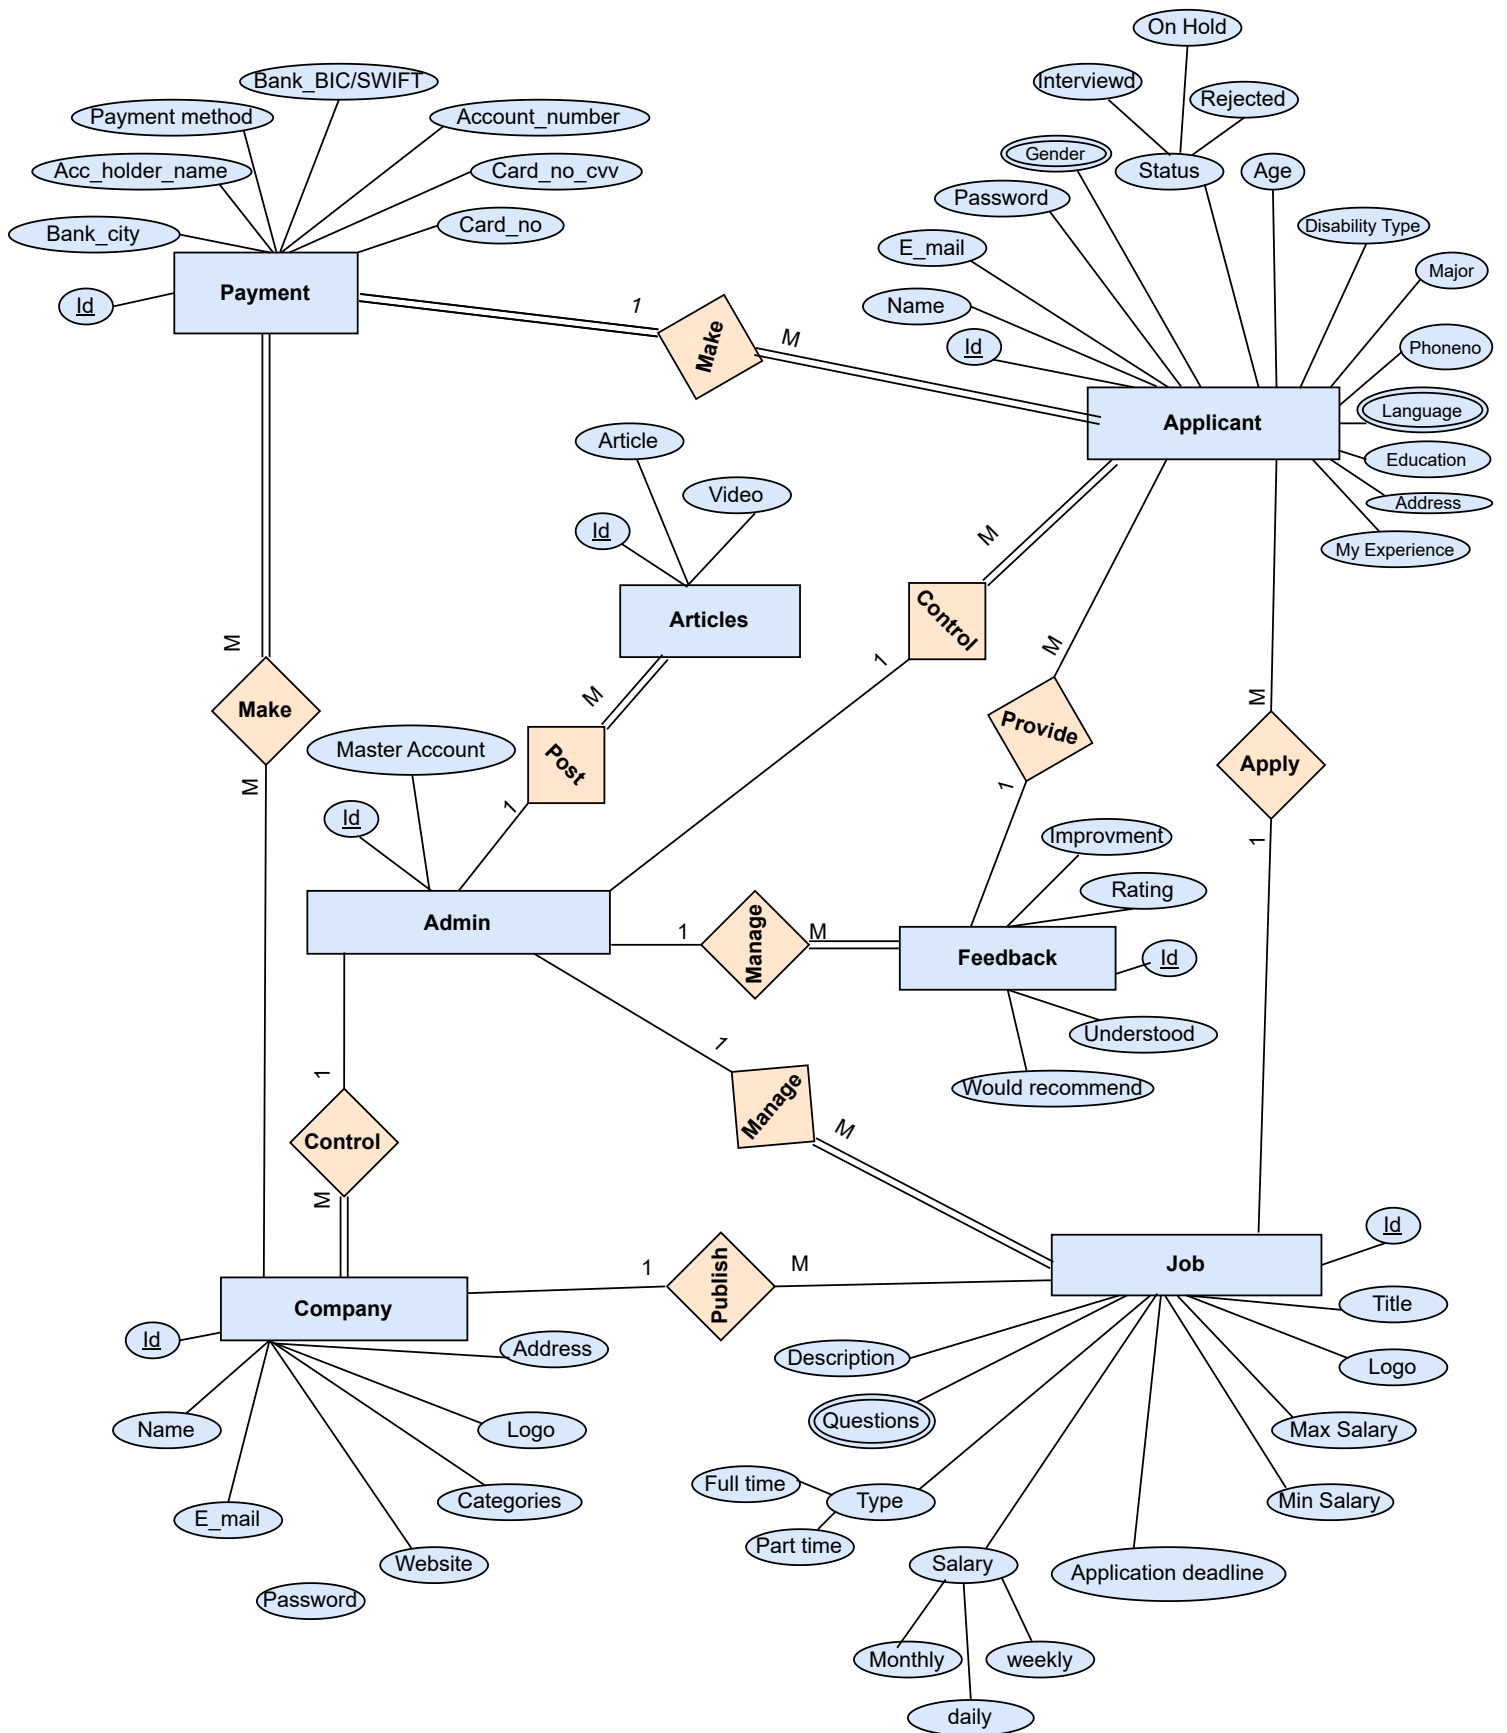 On Hold
Bank_BIC/SWIFT
Interviewd
Rejected
Payment method
Account_number
Gender
Acc_holder_name
Card_no_cvv
Status
Age
Password
Bank_city
Card_no
Disability Type
E_mail
Major
Payment
Id
1
Name
Make
M
Id
Phoneno
Language
Applicant
Article
Education
Video
Address
Id
M
My Experience
Articles
Control
M
M
1
M
M
Make
Post
Provide
Apply
Master Account
M
1
1
Id
1
Improvment
1
Rating
Admin
1
Manage
M
Feedback
Id
Understood
1
1
Would recommend
Manage
M
Control
M
Id
1
Publish
M
Job
Company
Title
Id
Address
Description
Logo
Name
Logo
Questions
Max Salary
Full time
Categories
Type
Min Salary
E_mail
Part time
Website
Salary
Application deadline
Password
Monthly
weekly
daily